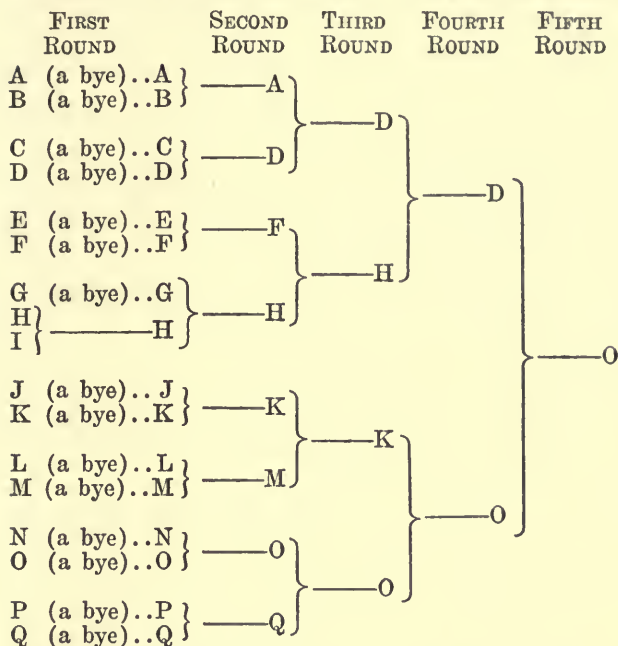 FIRST ROUND SECOND ROUND THIRD ROUND FOURTH ROUND FIFTH ROUND
A (a bye)..A
A
B (a bye)..B
D
C (a bye)..C
D
D (a bye)..D
D
E (a bye)..E
F
F (a bye)..F
H
G (a bye)..G
H
H
H
I
O
J (a bye)..J
K
K (a bye)..K
K
L (a bye)..L
M
M (a bye)..M
O
N (a bye)..N
O
O (a bye)..O
O
P (a bye)..P
Q
Q (a bye)..Q